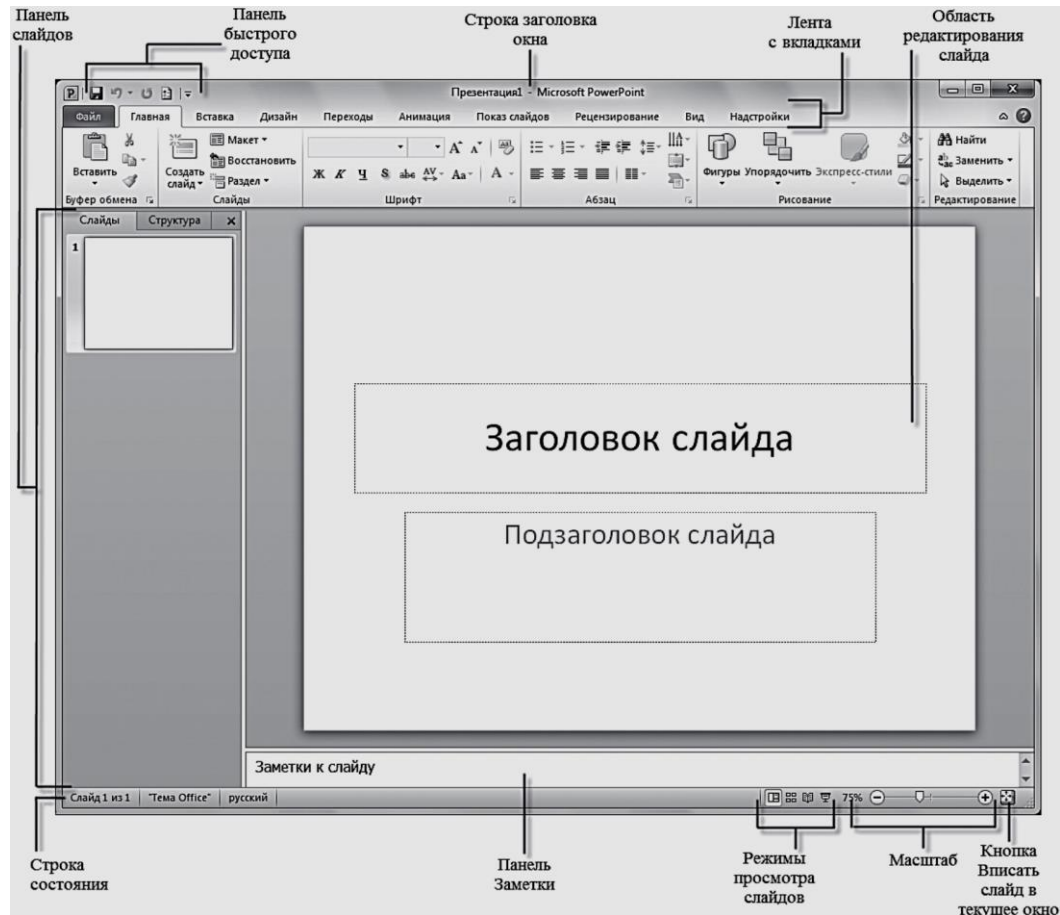 Панель
слайдов
Панель
быстрого
доступа
Строка заголовка
окна
Лента
с вкладками
Область
редактирования
слайда
Презентация1 - Microsoft PowerPoint
Файл Главная Вставка Дизайн Переходы Анимация Показ слайдов Рецензирование Вид Надстройки
Вставить
Буфер обмена
Создать
слайд
Макет
Восстановить
Раздел
Слайды
Ж К Ч S abc AV Aa A
Шрифт
Абзац
Фигуры Упорядочить Экспресс-стили
Рисование
Найти
Заменить
Выделить
Редактирование
Слайды Структура
1
Заголовок слайда
Подзаголовок слайда
Заметки к слайду
Слайд 1 из 1 "Тема Office" русский
75%
Строка
состояния
Панель
Заметки
Режимы
просмотра
слайдов
Масштаб
Кнопка
Вписать
слайд в
текущее окно